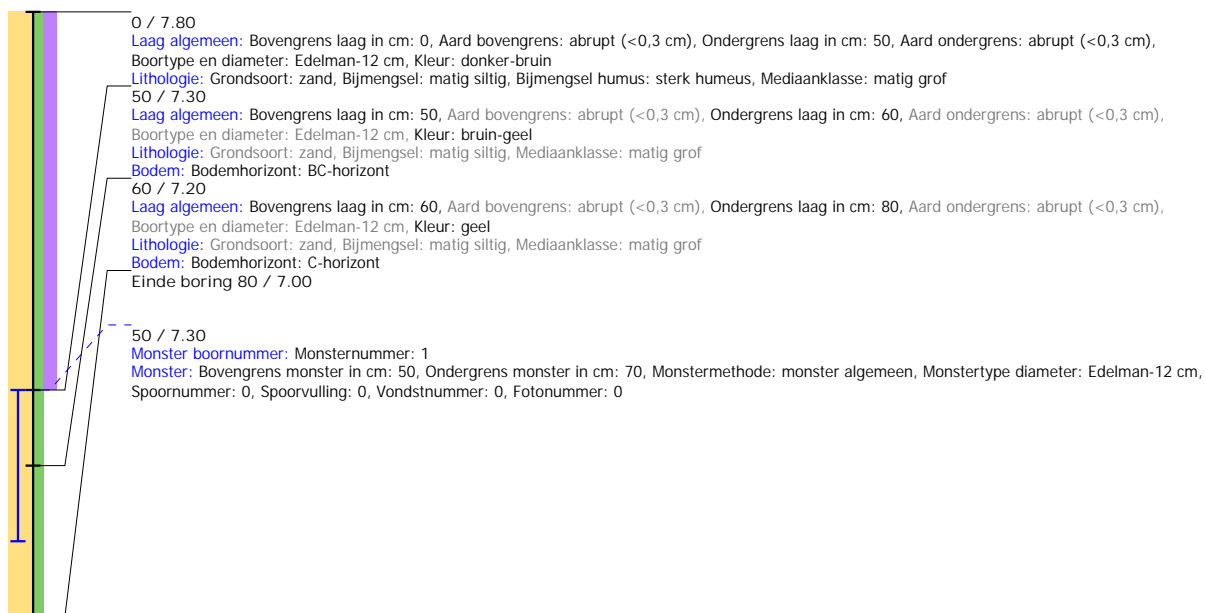 0 / 7.80
Laag algemeen: Bovengrens laag in cm: 0, Aard bovengrens: abrupt (<0,3 cm), Ondergrens laag in cm: 50, Aard ondergrens: abrupt (<0,3 cm),
Boortype en diameter: Edelman-12 cm, Kleur: donker-bruin
Lithologie: Grondsoort: zand, Bijmengsel: matig siltig, Bijmengsel humus: sterk humeus, Mediaanklasse: matig grof
50 / 7.30
Laag algemeen: Bovengrens laag in cm: 50, Aard bovengrens: abrupt (<0,3 cm), Ondergrens laag in cm: 60, Aard ondergrens: abrupt (<0,3 cm),
Boortype en diameter: Edelman-12 cm, Kleur: bruin-geel
Lithologie: Grondsoort: zand, Bijmengsel: matig siltig, Mediaanklasse: matig grof
Bodem: Bodemhorizont: BC-horizont
60 / 7.20
Laag algemeen: Bovengrens laag in cm: 60, Aard bovengrens: abrupt (<0,3 cm), Ondergrens laag in cm: 80, Aard ondergrens: abrupt (<0,3 cm),
Boortype en diameter: Edelman-12 cm, Kleur: geel
Lithologie: Grondsoort: zand, Bijmengsel: matig siltig, Mediaanklasse: matig grof
Bodem: Bodemhorizont: C-horizont
Einde boring 80 / 7.00
50 / 7.30
Monster boornummer: Monsternummer: 1
Monster: Bovengrens monster in cm: 50, Ondergrens monster in cm: 70, Monstermethode: monster algemeen, Monstertype diameter: Edelman-12 cm,
Spoornummer: 0, Spoorvulling: 0, Vondstnummer: 0, Fotonummer: 0